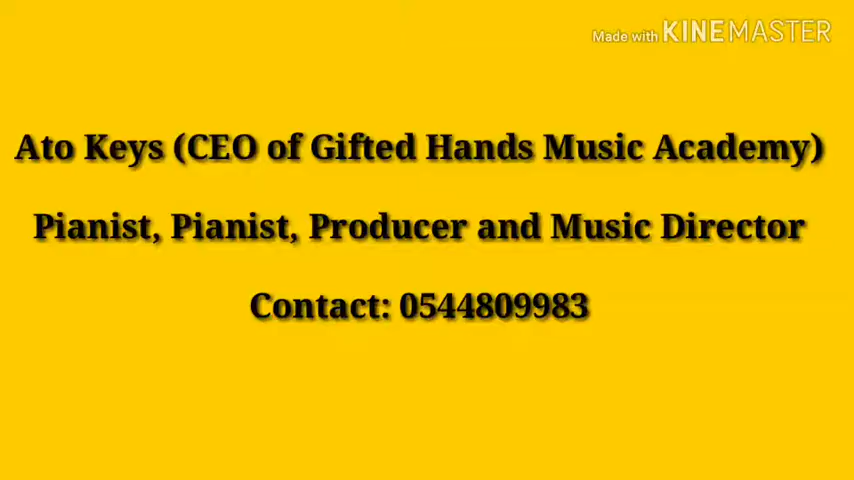 Made with KINEMASTER
Ato Keys (CEO of Gifted Hands Music Academy)
Pianist, Pianist, Producer and Music Director
Contact: 0544809983